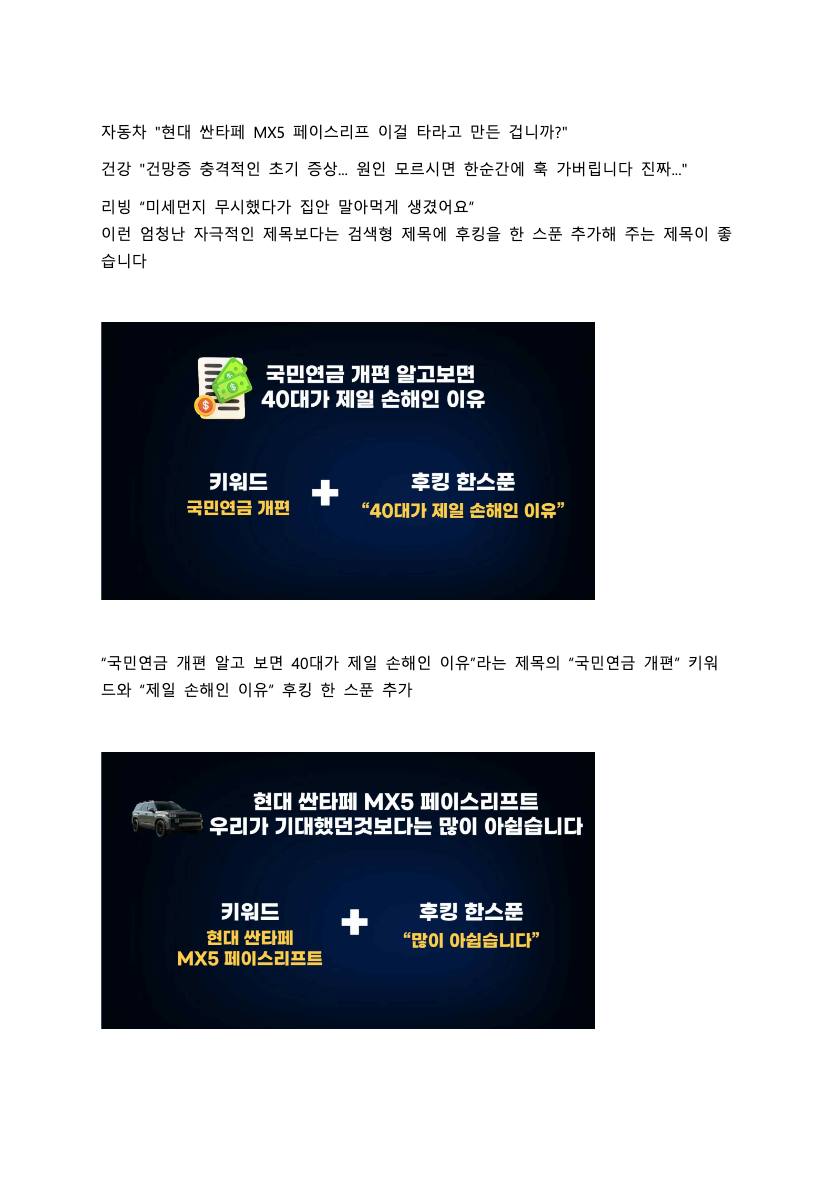 자동차 "현대 싼타페 MX5 페이스리프 이걸 타라고 만든 겁니까?"
건강 "건망증 충격적인 초기 증상... 원인 모르시면 한순간에 훅 가버립니다 진짜..."
리빙 “미세먼지 무시했다가 집안 말아먹게 생겼어요”
이런 엄청난 자극적인 제목보다는 검색형 제목에 후킹을 한 스푼 추가해 주는 제목이 좋
습니다
국민연금 개편 알고보면
40대가 제일 손해인 이유
키워드
국민연금 개편
+
후킹 한스푼
“40대가 제일 손해인 이유”
“국민연금 개편 알고 보면 40대가 제일 손해인 이유”라는 제목의 “국민연금 개편” 키워
드와 “제일 손해인 이유” 후킹 한 스푼 추가
현대 싼타페 MX5 페이스리프트
우리가 기대했던것보다는 많이 아쉽습니다
키워드
현대 싼타페
MX5 페이스리프트
+
후킹 한스푼
“많이 아쉽습니다”